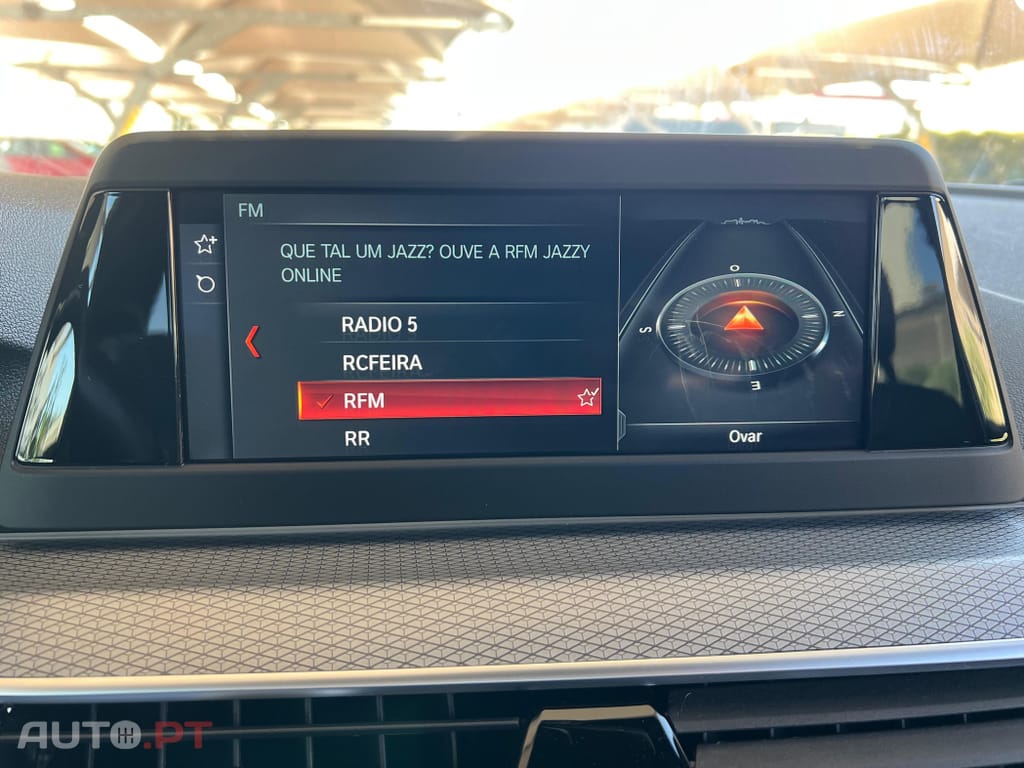 FM
QUE TAL UM JAZZ? OUVE A RFM JAZZY
ONLINE
RADIO 5
RCFEIRA
RFM
RR
O
S
N
E
Ovar
AUTO.PT